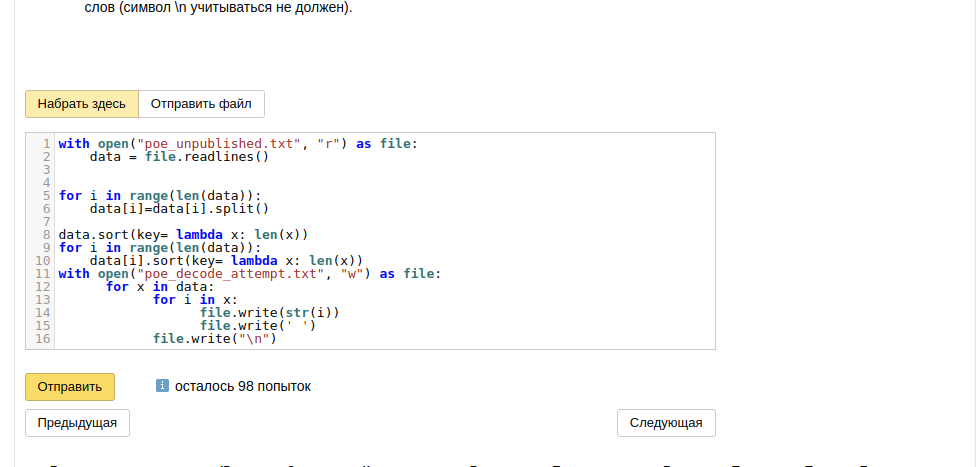 слов (символ \n учитываться не должен).
Набрать здесь Отправить файл
1 with open("poe_unpublished.txt", "r") as file:
2 data = file.readlines()
3
4
5 for i in range(len(data)):
6 data[i]=data[i].split()
7
8 data.sort(key= lambda x: len(x))
9 for i in range(len(data)):
10 data[i].sort(key= lambda x: len(x))
11 with open("poe_decode_attempt.txt", "w") as file:
12 for x in data:
13 for i in x:
14 file.write(str(i))
15 file.write(' ')
16 file.write("\n")
Отправить осталось 98 попыток
Предыдущая Следующая